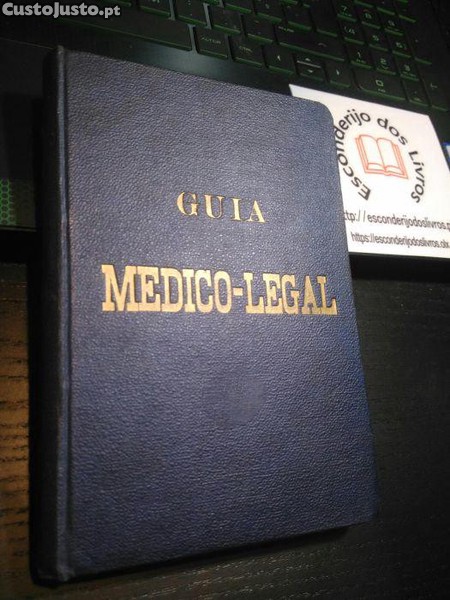 CustoJusto.pt
Esconderijo dos Livros
http://esconderijodoslivros.p
https://esconderijodoslivros.olx
GUIA
MEDICO-LEGAL